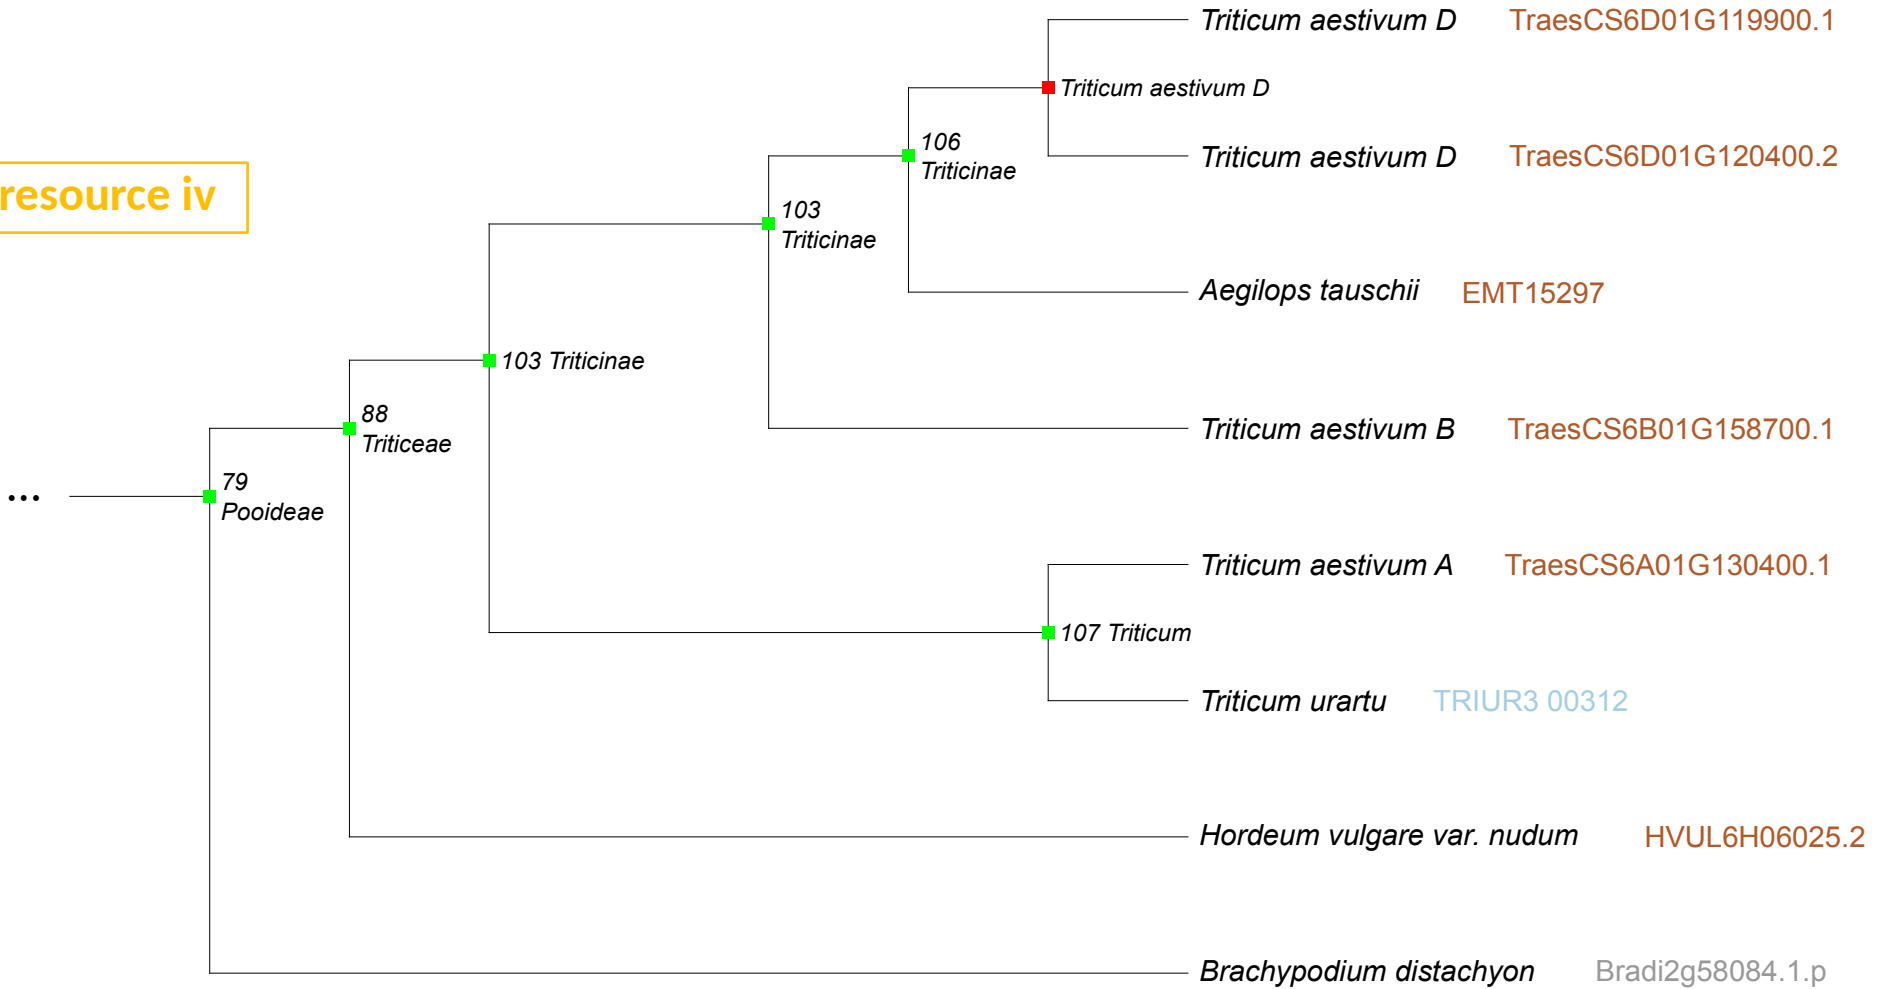 Triticum aestivum D TraesCS6D01G119900.1
Triticum aestivum D
106
Triticinae
Triticum aestivum D TraesCS6D01G120400.2
resource iv
103
Triticinae
Aegilops tauschii EMT15297
103 Triticinae
88
Triticeae
Triticum aestivum B TraesCS6B01G158700.1
...
79
Pooideae
Triticum aestivum A TraesCS6A01G130400.1
107 Triticum
Triticum urartu TRIUR3 00312
Hordeum vulgare var. nudum HVUL6H06025.2
Brachypodium distachyon Bradi2g58084.1.p